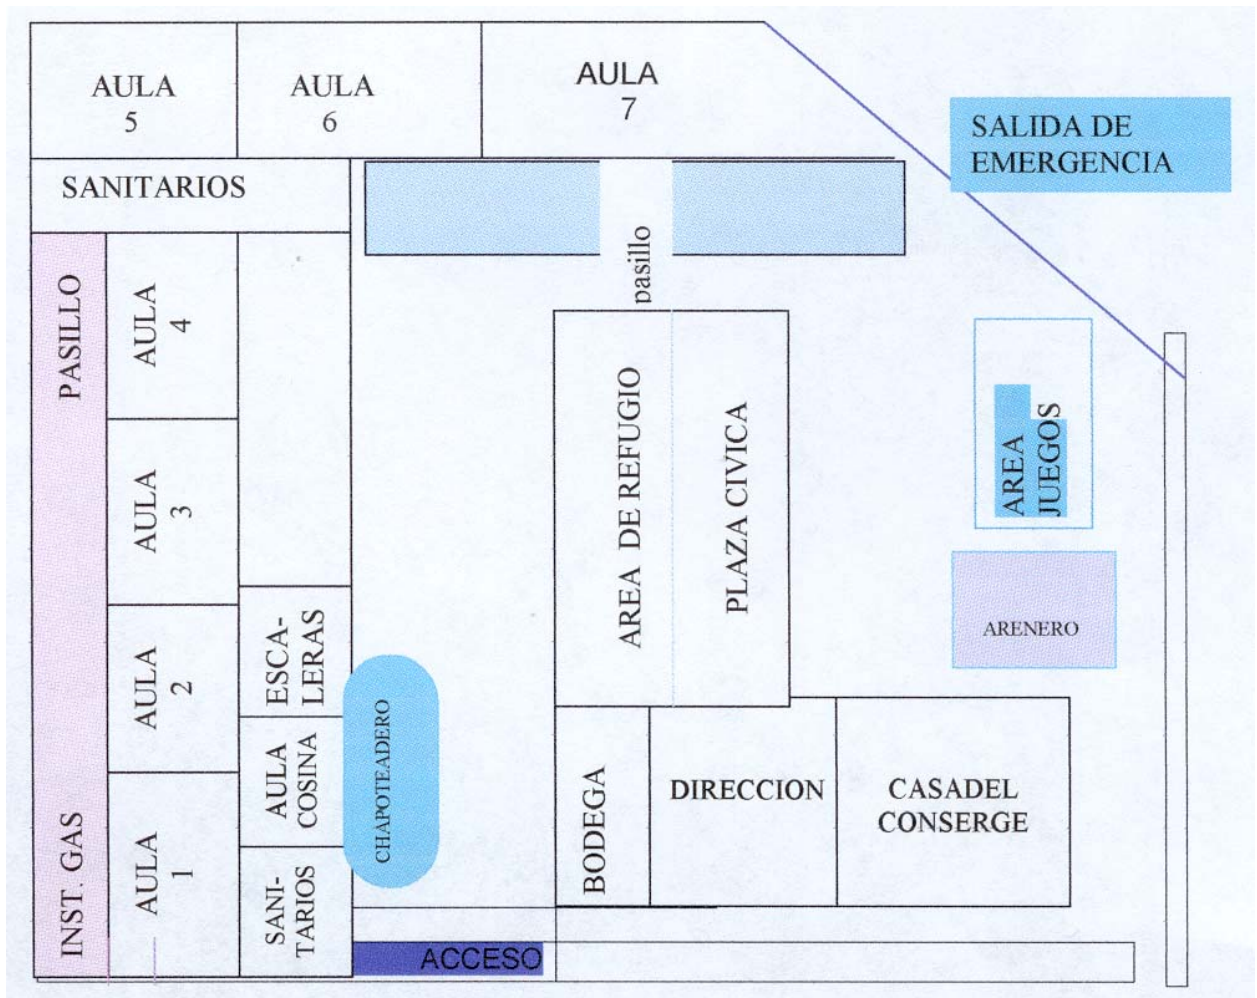 AULA
5
AULA
6
AULA
7
SALIDA DE
EMERGENCIA
SANITARIOS
pasillo
PASILLO
INST. GAS
AULA
4
AULA
3
AULA
2
AULA
1
ESCA-
LERAS
AULA
COSINA
SANI-
TARIOS
CHAPOTEADERO
AREA DE REFUGIO
PLAZA CIVICA
AREA
JUEGOS
ARENERO
BODEGA
DIRECCION
CASADEL
CONSERGE
ACCESO